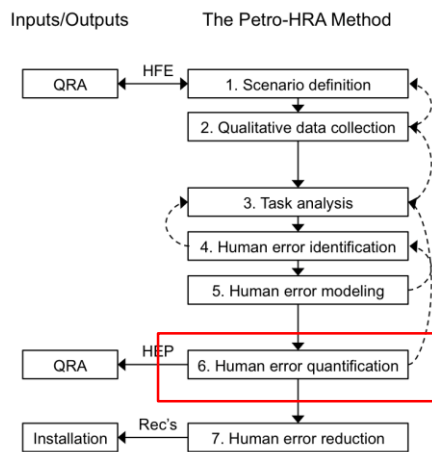 Inputs/Outputs The Petro-HRA Method
QRA HFE 1. Scenario definition
2. Qualitative data collection
3. Task analysis
4. Human error identification
5. Human error modeling
QRA HEP 6. Human error quantification
Installation Rec's 7. Human error reduction